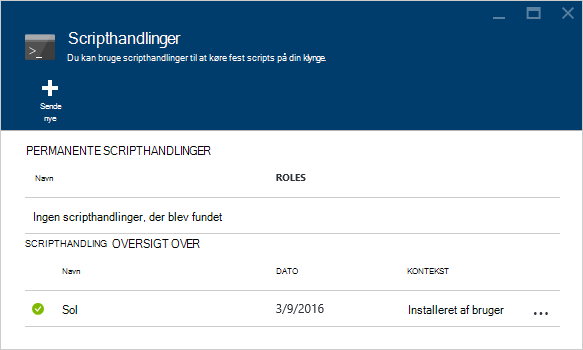 Scripthandlinger
Du kan bruge scripthandlinger til at køre fest scripts på din klynge.
Sende
nye
PERMANENTE SCRIPTHANDLINGER
Navn ROLES
Ingen scripthandlinger, der blev fundet
SCRIPTHANDLING OVERSIGT OVER
Navn DATO KONTEKST
Sol 3/9/2016 Installeret af bruger ...